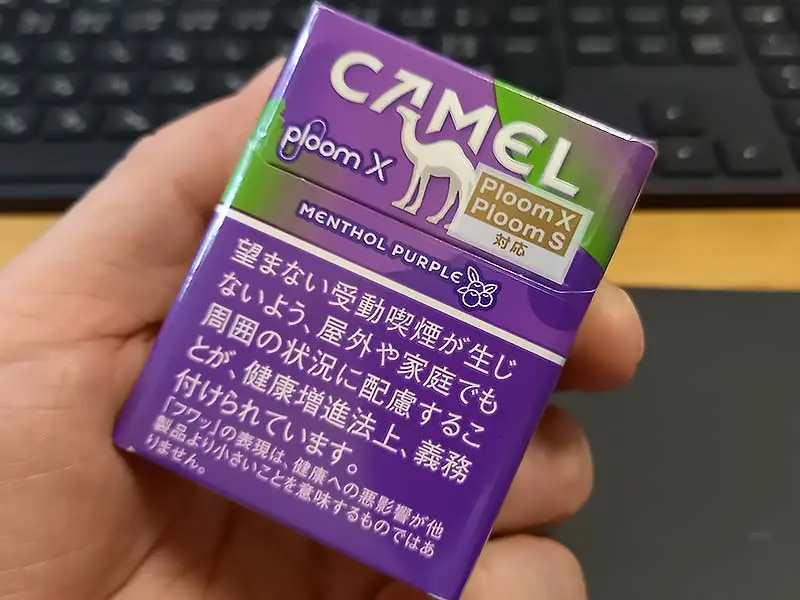 CAMEL
ploom X
Ploom X
Ploom S
対応
MENTHOL PURPLE
望まない受動喫煙が生じ
ないよう、屋外や家庭でも
周囲の状況に配慮するこ
とが、健康増進法上、義務
付けられています。
「フワッ」の表現は、健康への悪影響が他
製品より小さいことを意味するものではあ
りません。